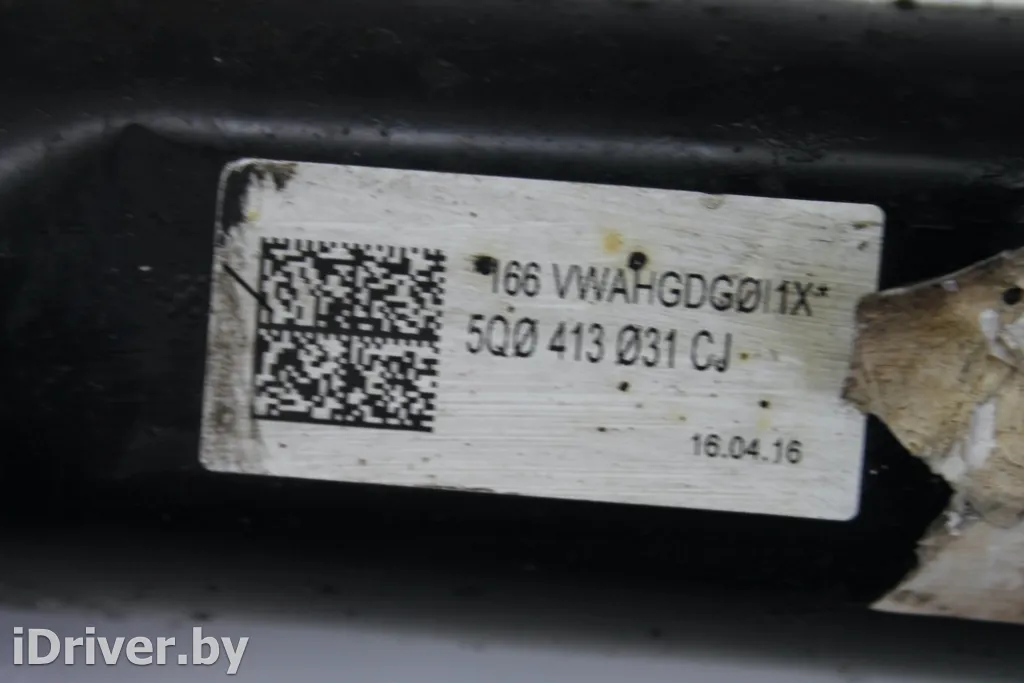 *166 VWAHGDGØI1X*
5QØ 413 Ø31 CJ
16.04.16
iDriver.by